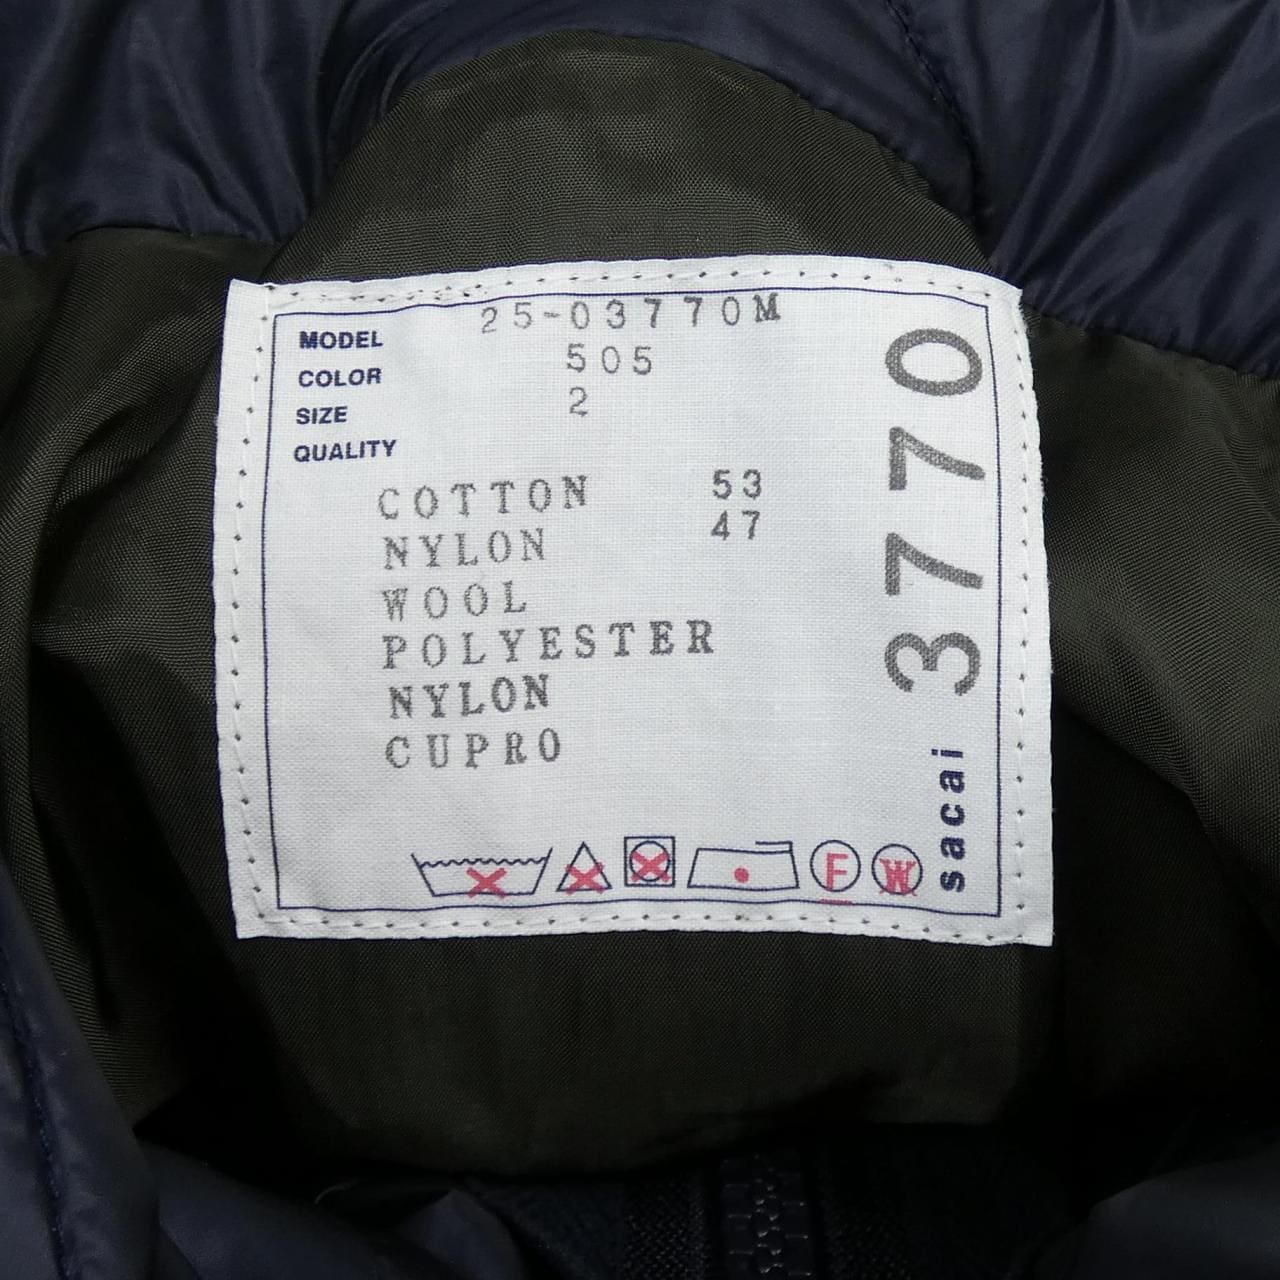 MODEL 25-03770M
COLOR 505
SIZE 2
QUALITY
COTTON 53
NYLON 47
WOOL
POLYESTER
NYLON
CUPRO
F W
sacai 3770